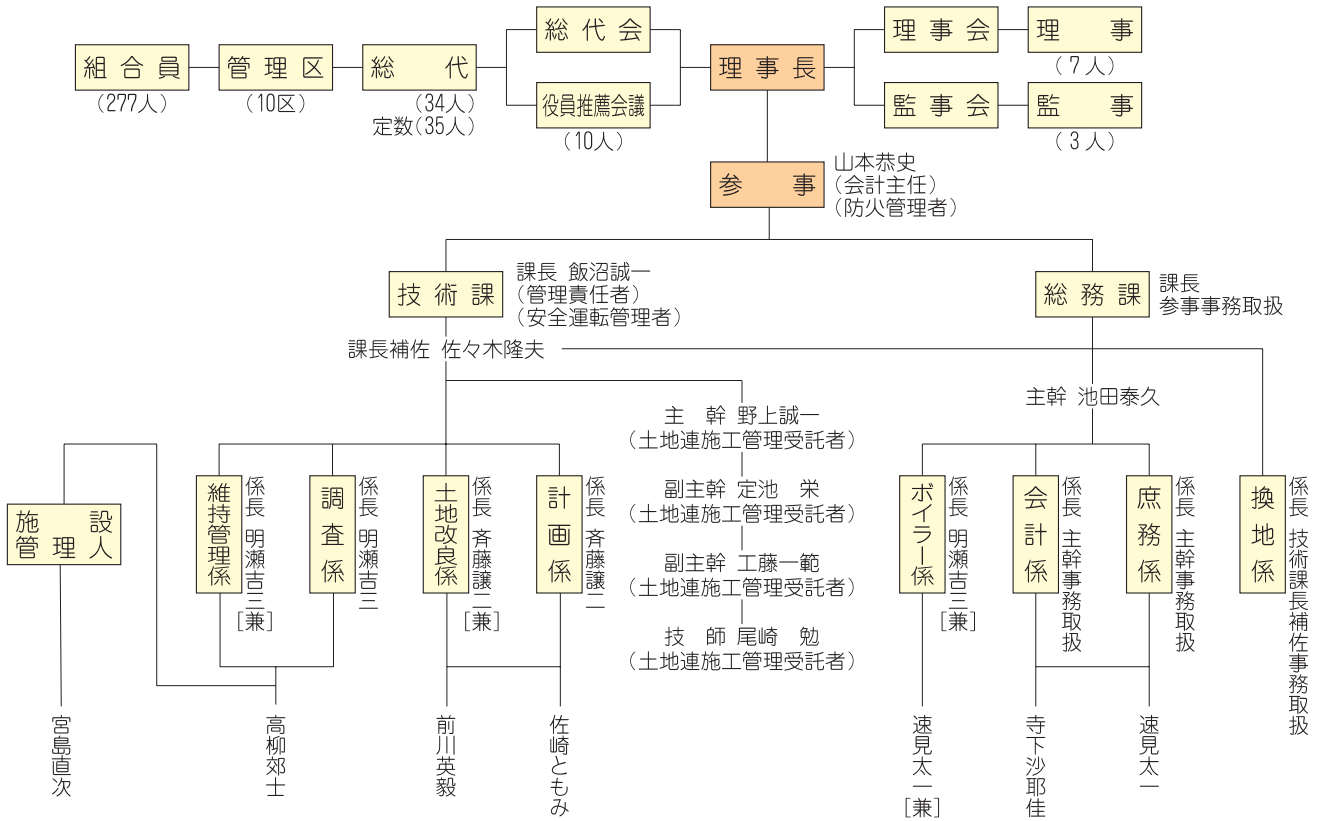 組合員
(277人)
管理区
(10区)
総代
(34人)
定数(35人)
総代会
役員推薦会議
(10人)
理事長
理事会
理事
(7人)
監事会
監事
(3人)
参事
山本恭史
(会計主任)
(防火管理者)
技術課
課長 飯沼誠一
(管理責任者)
(安全運転管理者)
総務課
課長
参事事務取扱
課長補佐 佐々木隆夫
主幹 池田泰久
主幹 野上誠一
(土地連施工管理受託者)
副主幹 定池 栄
(土地連施工管理受託者)
副主幹 工藤一範
(土地連施工管理受託者)
技師 尾崎 勉
(土地連施工管理受託者)
施設
管理人
維持管理係
係長 明瀬吉三
[兼]
調査係
係長 明瀬吉三
土地改良係
係長 斉藤譲二
[兼]
計画係
係長 斉藤譲二
ボイラー係
係長 明瀬吉三
[兼]
会計係
係長 主幹事務取扱
庶務係
係長 主幹事務取扱
換地係
係長 技術課長補佐事務取扱
宮島直次
高柳郊士
前川英毅
佐崎ともみ
速見太一
[兼]
寺下沙耶佳
速見太一